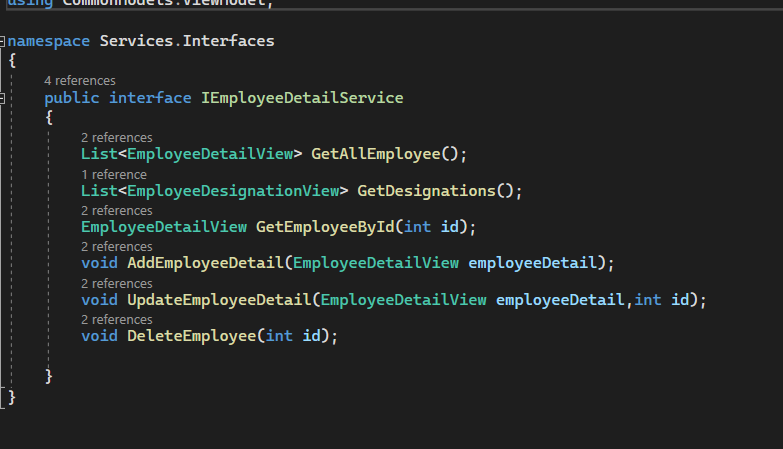 using CommonModels.ViewModel;
namespace Services.Interfaces
{
4 references
public interface IEmployeeDetailService
{
2 references
List<EmployeeDetailView> GetAllEmployee();
1 reference
List<EmployeeDesignationView> GetDesignations();
2 references
EmployeeDetailView GetEmployeeById(int id);
2 references
void AddEmployeeDetail(EmployeeDetailView employeeDetail);
2 references
void UpdateEmployeeDetail(EmployeeDetailView employeeDetail,int id);
2 references
void DeleteEmployee(int id);
}
}